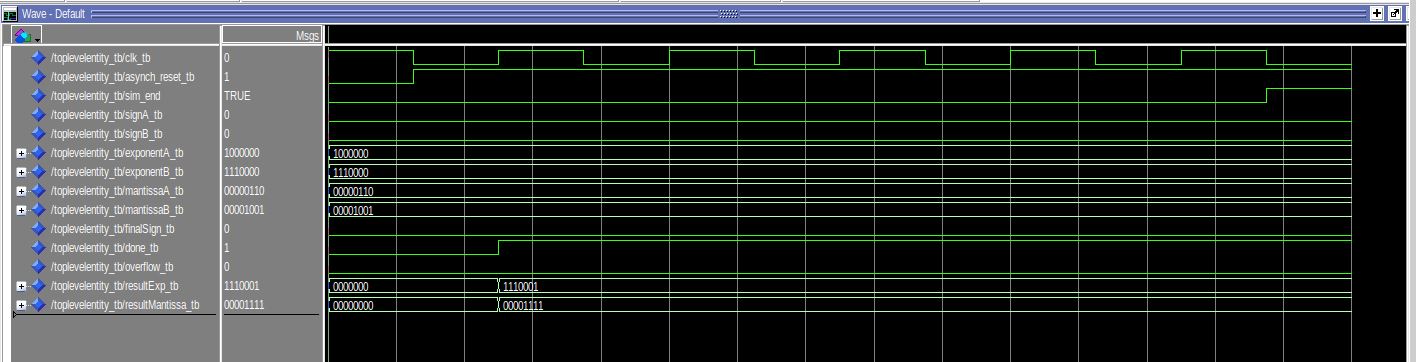 Wave - Default
Msgs
/toplevelentity_tb/clk_tb 0
/toplevelentity_tb/asynch_reset_tb 1
/toplevelentity_tb/sim_end TRUE
/toplevelentity_tb/signA_tb 0
/toplevelentity_tb/signB_tb 0
/toplevelentity_tb/exponentA_tb 1000000 1000000
/toplevelentity_tb/exponentB_tb 1110000 1110000
/toplevelentity_tb/mantissaA_tb 00000110 00000110
/toplevelentity_tb/mantissaB_tb 00001001 00001001
/toplevelentity_tb/finalSign_tb 0
/toplevelentity_tb/done_tb 1
/toplevelentity_tb/overflow_tb 0
/toplevelentity_tb/resultExp_tb 1110001 0000000 1110001
/toplevelentity_tb/resultMantissa_tb 00001111 00000000 00001111